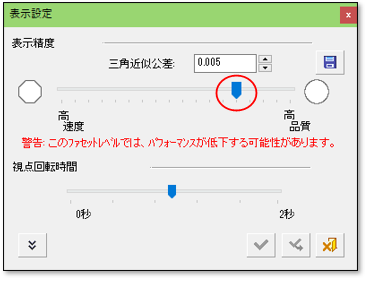 表示設定
表示精度
三角近似公差: 0.005
高 高
速度 品質
警告: このﾌｧｾｯﾄﾚﾍﾞﾙでは、ﾊﾟﾌｫｰﾏﾝｽが低下する可能性があります。
視点回転時間
0秒 2秒